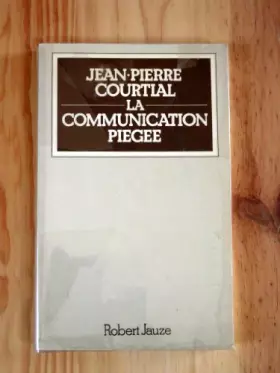 JEAN-PIERRE
COURTIAL
LA
COMMUNICATION
PIEGEE
Robert Jauze